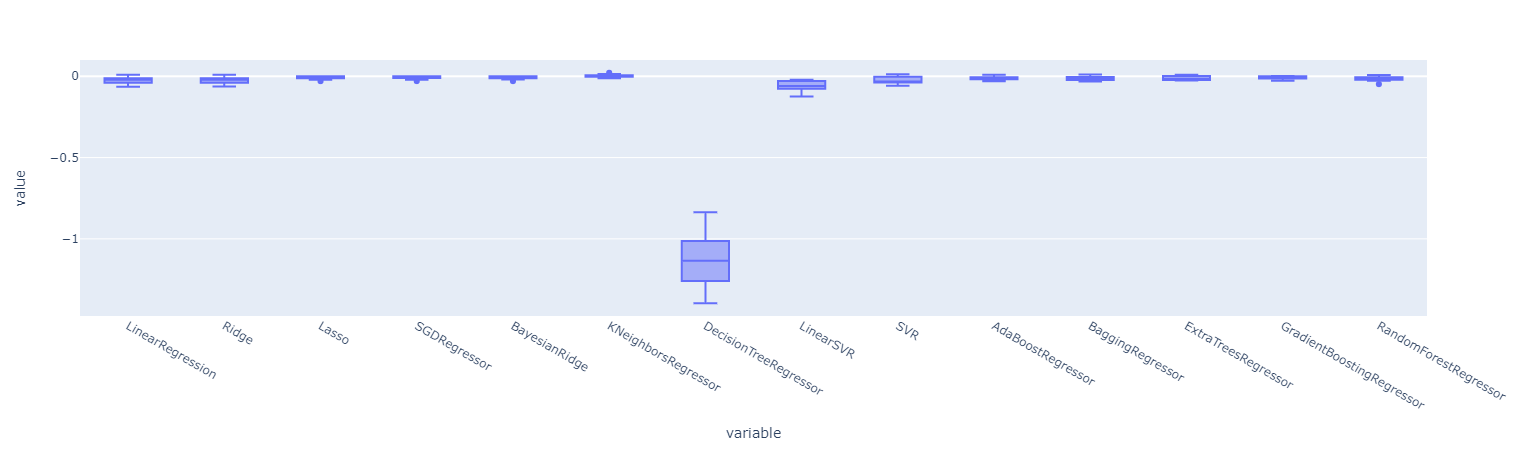 0
−0.5
−1
value
LinearRegression
Ridge
Lasso
SGDRegressor
BayesianRidge
KNeighborsRegressor
DecisionTreeRegressor
LinearSVR
SVR
AdaBoostRegressor
BaggingRegressor
ExtraTreesRegressor
GradientBoostingRegressor
RandomForestRegressor
variable